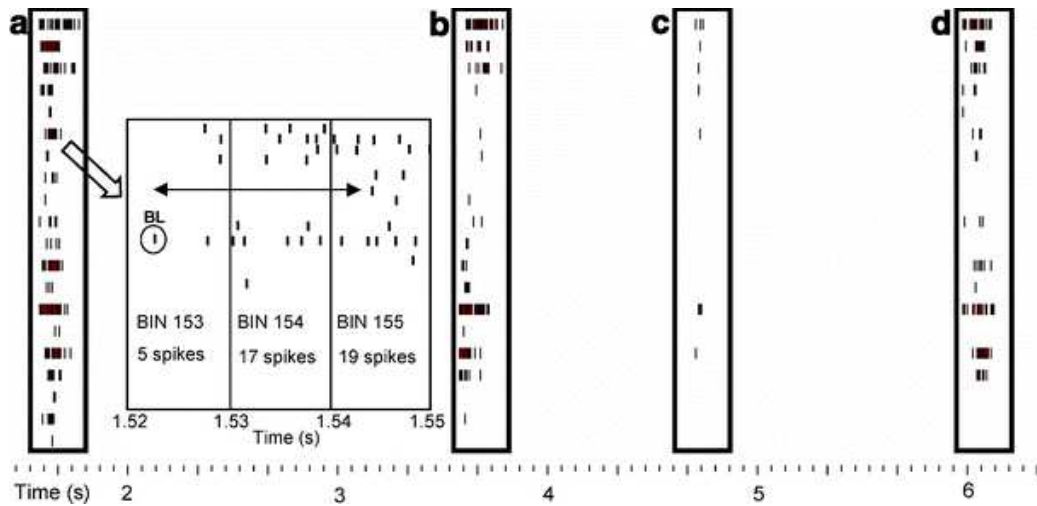 a b c d
BL
BIN 153 BIN 154 BIN 155
5 spikes 17 spikes 19 spikes
1.52 1.53 1.54 1.55
Time (s)
Time (s) 2 3 4 5 6